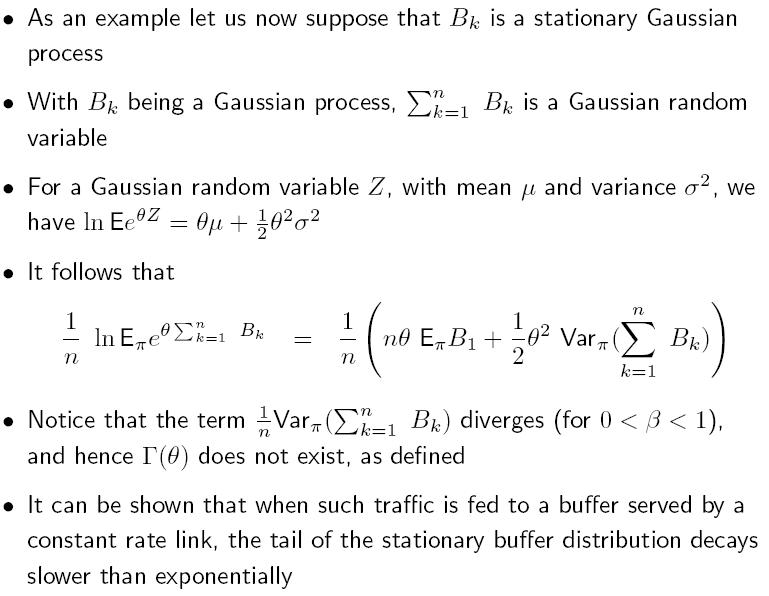 • As an example let us now suppose that $B_k$ is a stationary Gaussian
process
• With $B_k$ being a Gaussian process, $\sum_{k=1}^{n} B_k$ is a Gaussian random
variable
• For a Gaussian random variable $Z$, with mean $\mu$ and variance $\sigma^2$, we
have $\ln \mathsf{E}e^{\theta Z} = \theta\mu + \frac{1}{2}\theta^2\sigma^2$
• It follows that
$\frac{1}{n} \ln \mathsf{E}_\pi e^{\theta \sum_{k=1}^{n} B_k} = \frac{1}{n} \left( n\theta \mathsf{E}_\pi B_1 + \frac{1}{2}\theta^2 \mathsf{Var}_\pi(\sum_{k=1}^{n} B_k) \right)$
• Notice that the term $\frac{1}{n}\mathsf{Var}_\pi(\sum_{k=1}^{n} B_k)$ diverges (for $0 < \beta < 1$),
and hence $\Gamma(\theta)$ does not exist, as defined
• It can be shown that when such traffic is fed to a buffer served by a
constant rate link, the tail of the stationary buffer distribution decays
slower than exponentially